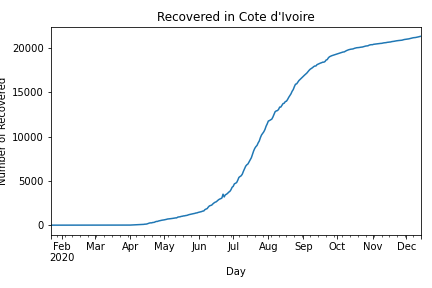 Recovered in Cote d'Ivoire
Number of Recovered
20000
15000
10000
5000
0
Feb Mar Apr May Jun Jul Aug Sep Oct Nov Dec
2020
Day